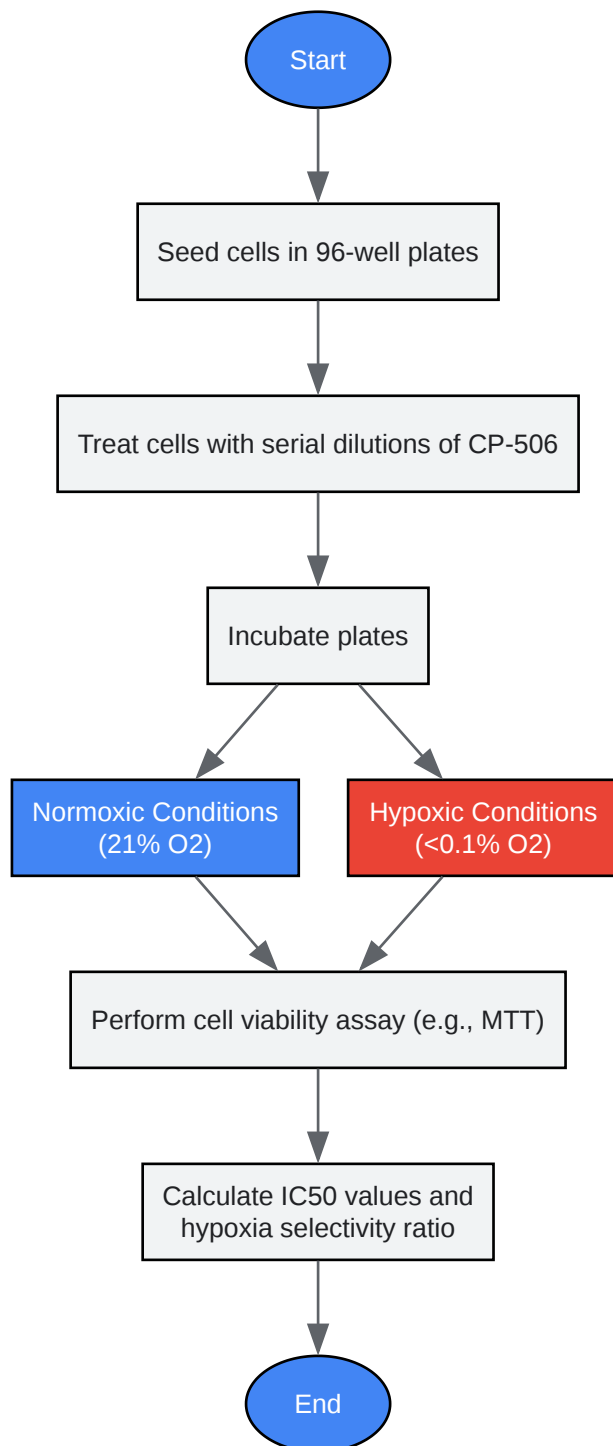 Start
Seed cells in 96-well plates
Treat cells with serial dilutions of CP-506
Incubate plates
Normoxic Conditions
(21% O2)
Hypoxic Conditions
(<0.1% O2)
Perform cell viability assay (e.g., MTT)
Calculate IC50 values and
hypoxia selectivity ratio
End